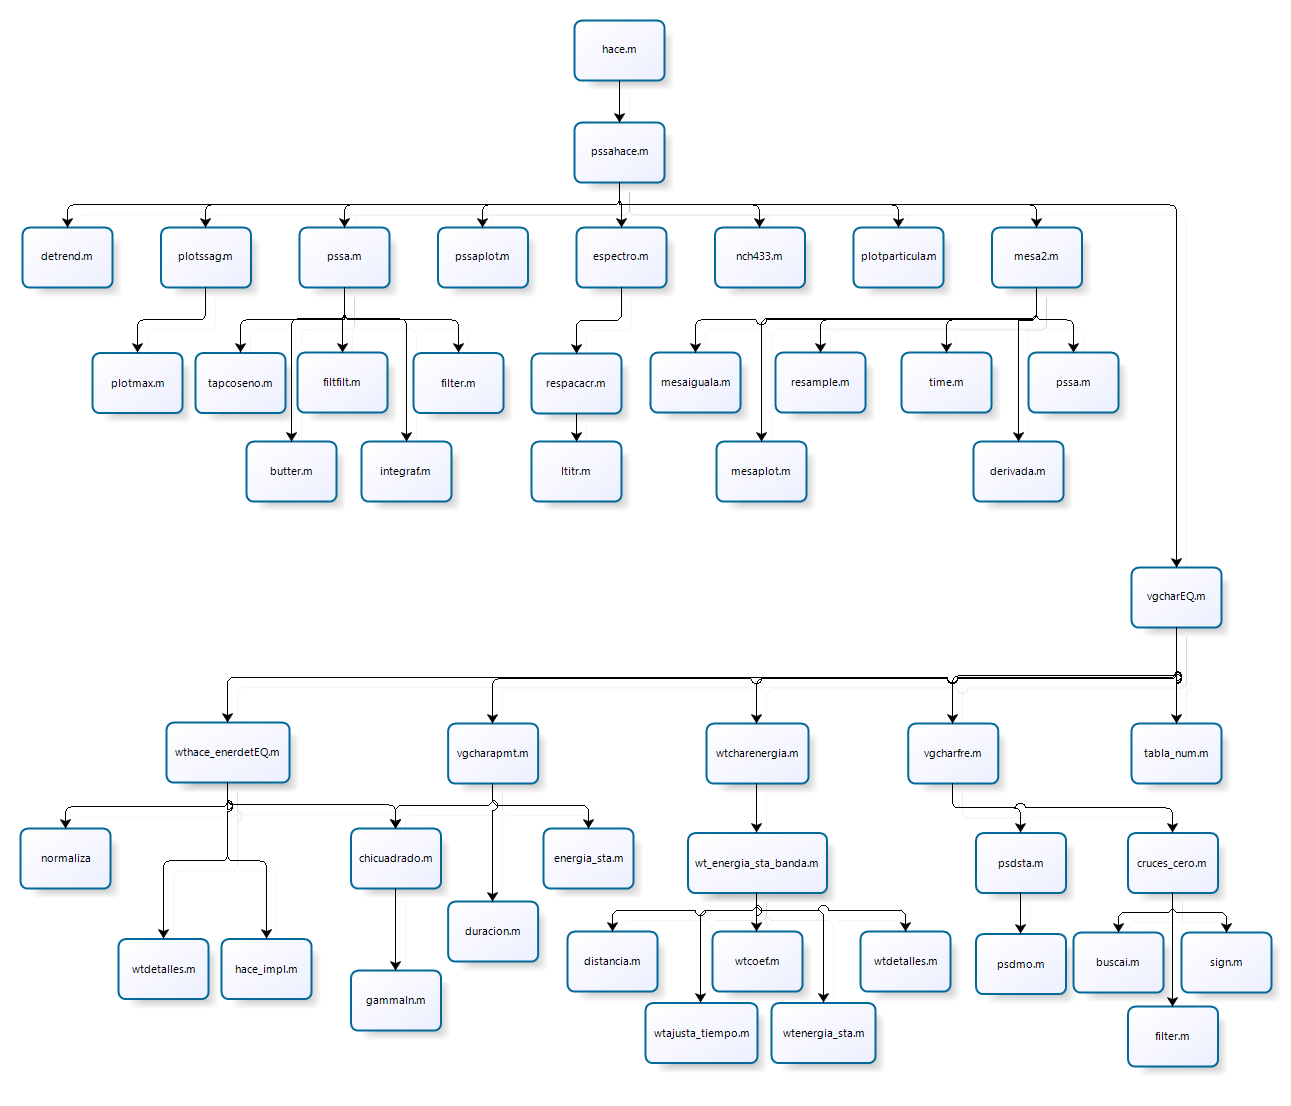 hace.m
pssahace.m
detrend.m
plotssag.m
pssa.m
pssaplot.m
espectro.m
nch433.m
plotparticula.m
mesa2.m
plotmax.m
tapcoseno.m
filtfilt.m
filter.m
respacacr.m
mesaiguala.m
resample.m
time.m
pssa.m
butter.m
integraf.m
ltitr.m
mesaplot.m
derivada.m
vgcharEQ.m
wthace_enerdetEQ.m
vgcharapmt.m
wtcharenergia.m
vgcharfre.m
tabla_num.m
normaliza
chicuadrado.m
energia_sta.m
wt_energia_sta_banda.m
psdsta.m
cruces_cero.m
duracion.m
wtdetalles.m
hace_impl.m
distancia.m
wtcoef.m
wtdetalles.m
psdmo.m
buscai.m
sign.m
gammaln.m
wtajusta_tiempo.m
wtenergia_sta.m
filter.m